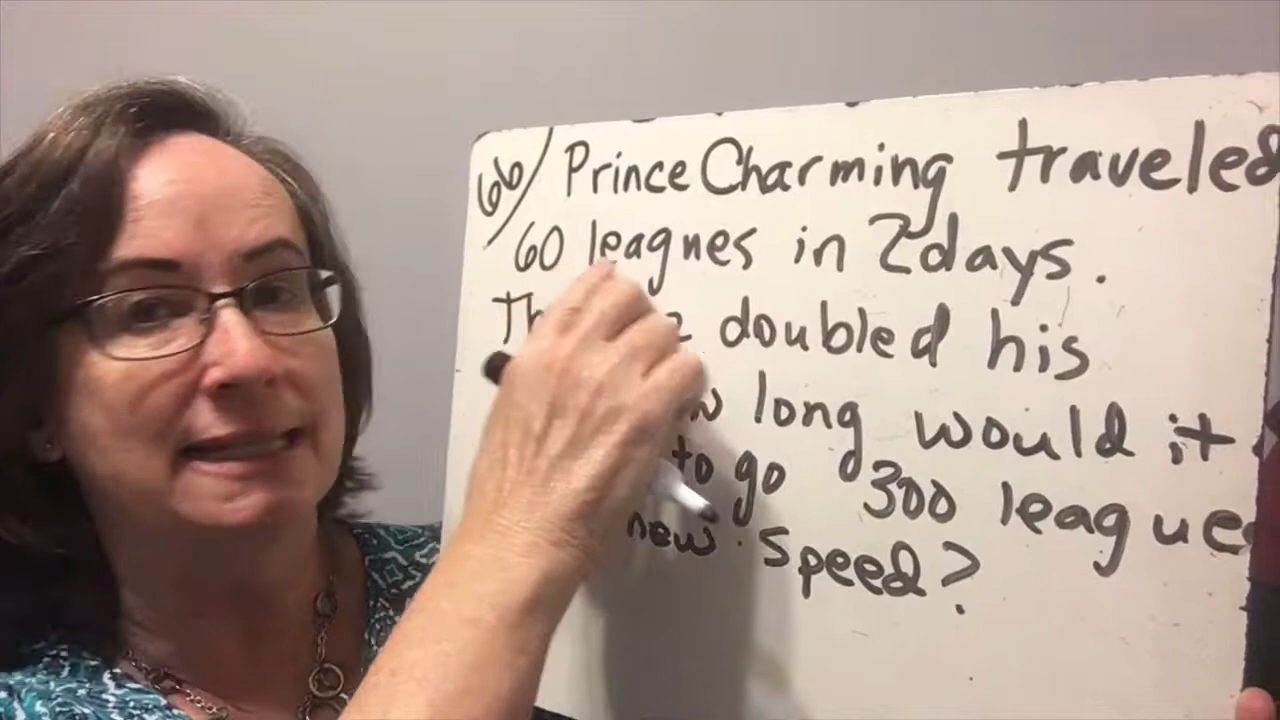 66/ Prince Charming traveled
60 leagues in 2 days.
doubled his
long would it
to go 300 league
new speed?